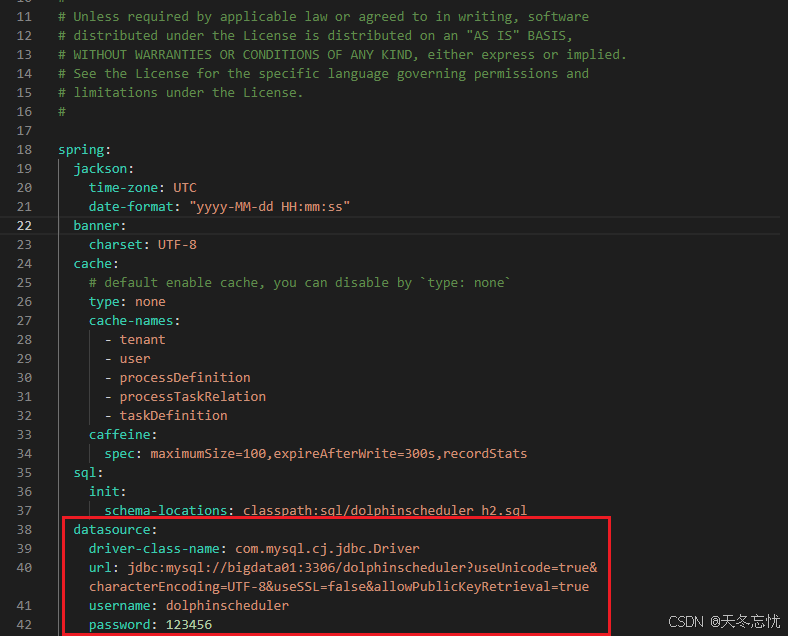 11 # Unless required by applicable law or agreed to in writing, software
12 # distributed under the License is distributed on an "AS IS" BASIS,
13 # WITHOUT WARRANTIES OR CONDITIONS OF ANY KIND, either express or implied.
14 # See the License for the specific language governing permissions and
15 # limitations under the License.
16 #
17
18 spring:
19   jackson:
20     time-zone: UTC
21     date-format: "yyyy-MM-dd HH:mm:ss"
22   banner:
23     charset: UTF-8
24   cache:
25     # default enable cache, you can disable by `type: none`
26     type: none
27     cache-names:
28       - tenant
29       - user
30       - processDefinition
31       - processTaskRelation
32       - taskDefinition
33     caffeine:
34       spec: maximumSize=100,expireAfterWrite=300s,recordStats
35   sql:
36     init:
37       schema-locations: classpath:sql/dolphinscheduler_h2.sql
38   datasource:
39     driver-class-name: com.mysql.cj.jdbc.Driver
40     url: jdbc:mysql://bigdata01:3306/dolphinscheduler?useUnicode=true&
characterEncoding=UTF-8&useSSL=false&allowPublicKeyRetrieval=true
41     username: dolphinscheduler
42     password: 123456
CSDN @天冬忘忧